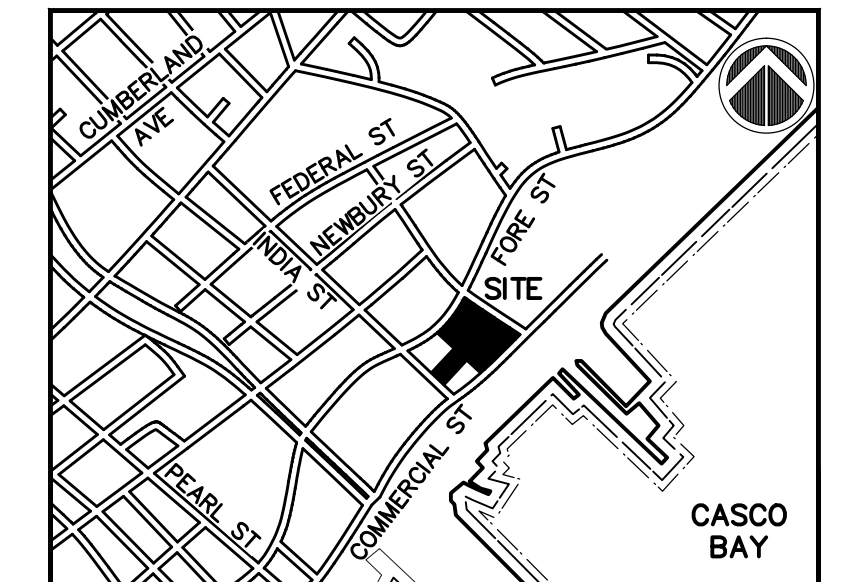 CUMBERLAND
AVE
FEDERAL ST
NEWBURY ST
FORE ST
INDIA ST
SITE
COMMERCIAL ST
PEARL ST
CASCO
BAY